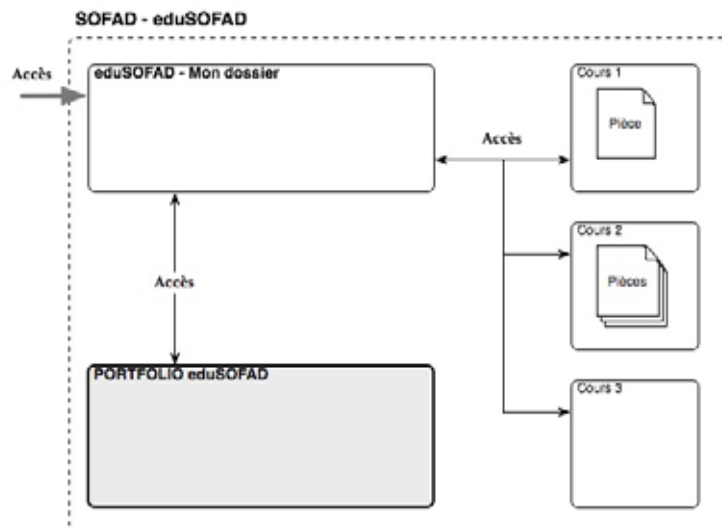 SOFAD - eduSOFAD
Accès
eduSOFAD - Mon dossier
Cours 1
Pièce
Accès
Cours 2
Pièces
Accès
PORTFOLIO eduSOFAD
Cours 3